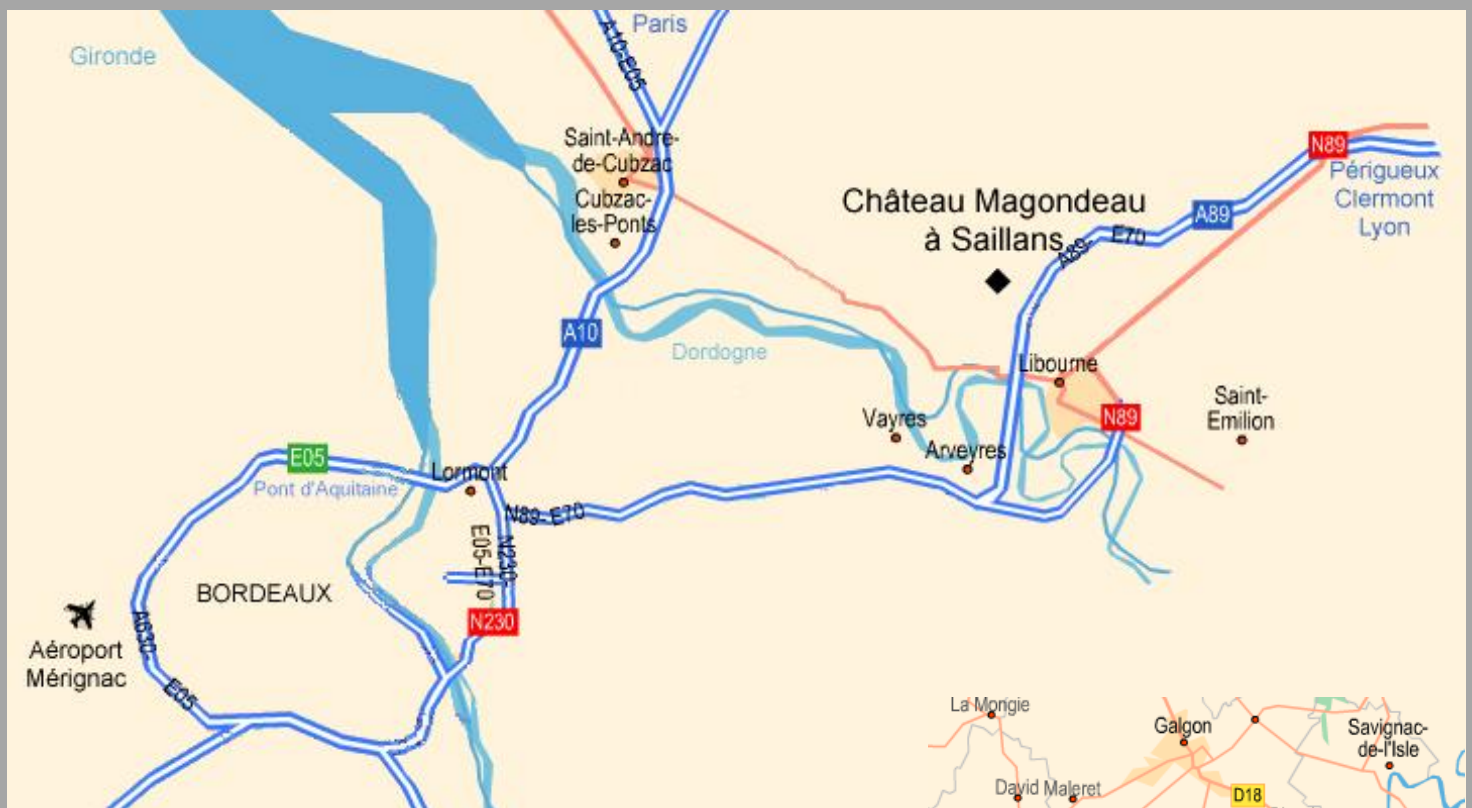 Paris
Gironde
A10-E05
Saint-Andre-
de-Cubzac
Cubzac-
les-Ponts
N89
Périgueux
Clermont
Lyon
Château Magondeau
à Saillans
A89
A89-
E70
A10
Dordogne
Libourne
Saint-
Emilion
Vayres
N89
Arveyres
E05
Lormont
Pont d'Aquitaine
N89-E70
E05-E70
N230-
BORDEAUX
N230
A630-
E05
Aéroport
Mérignac
La Mongie
Galgon
Savignac-
de-l'Isle
David Maleret
D18